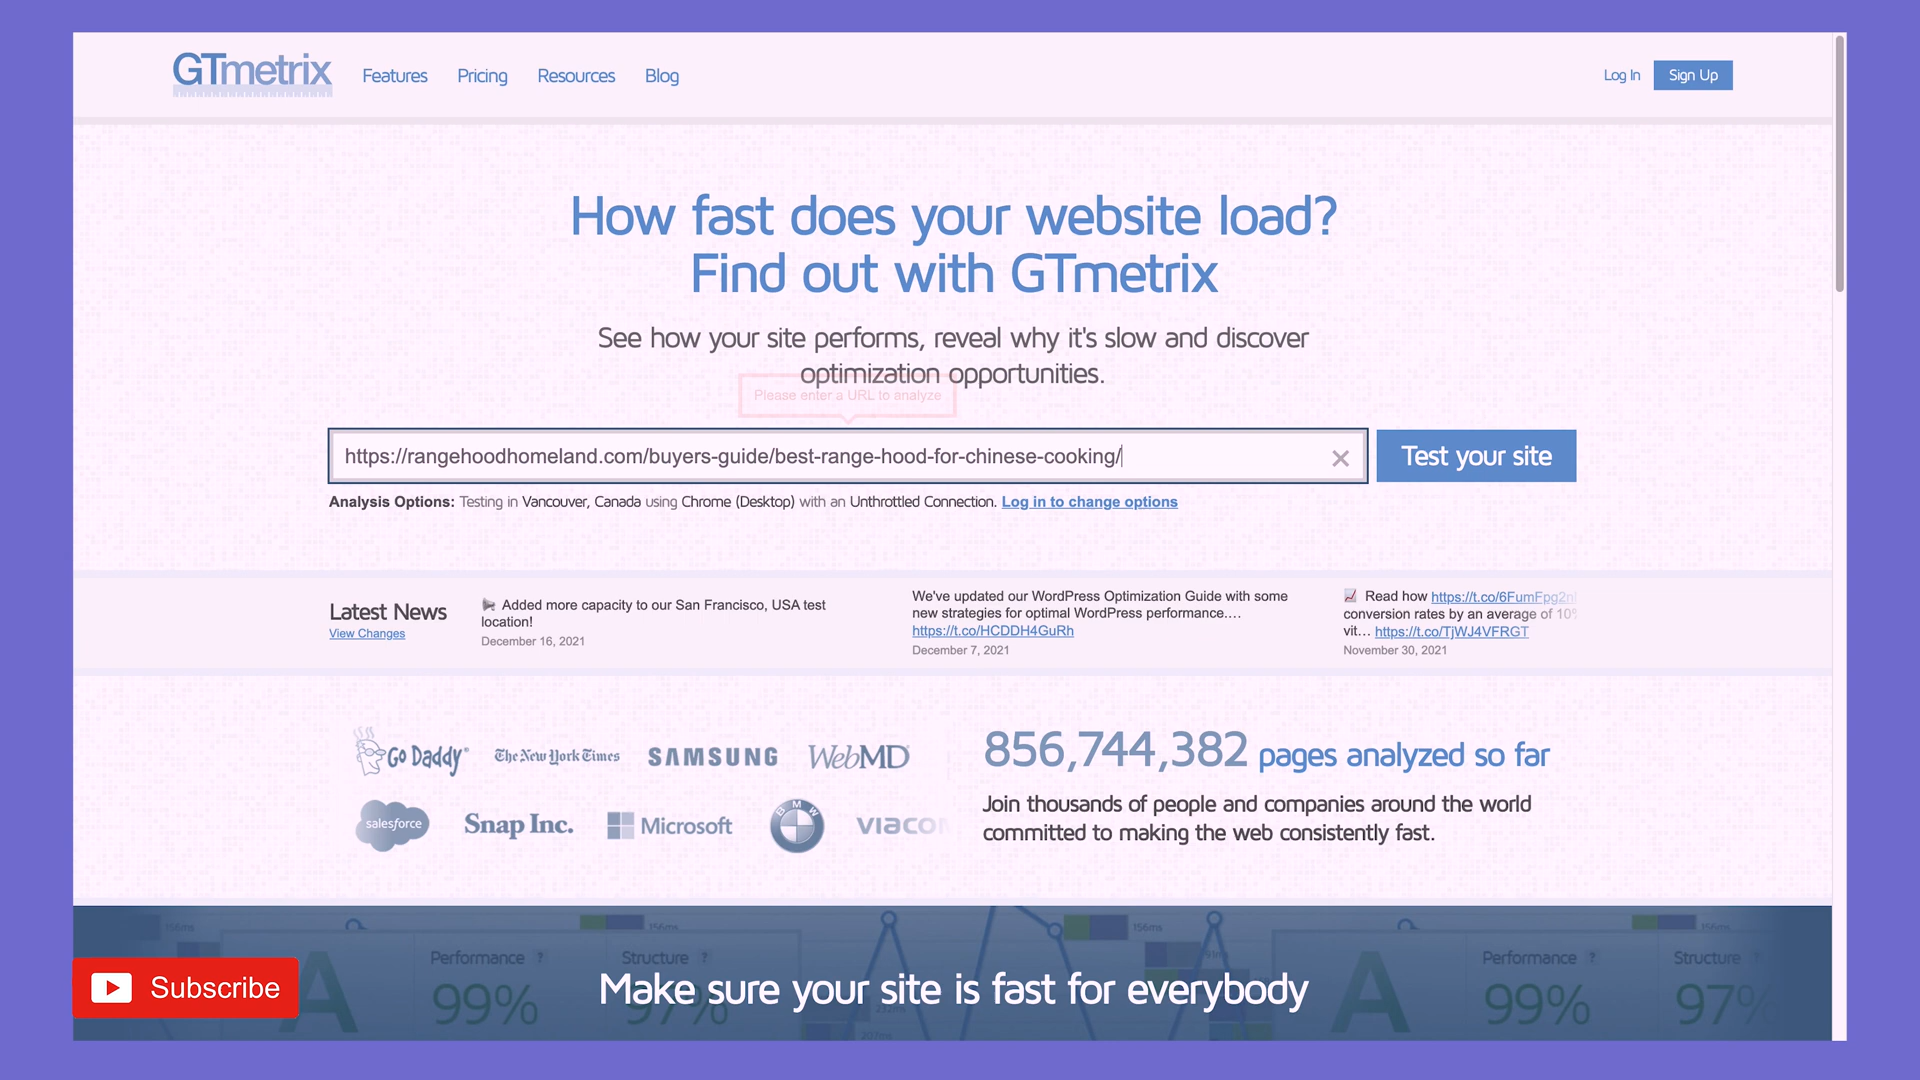 GTmetrix
Features
Pricing
Resources
Blog
Log In
Sign Up
How fast does your website load?
Find out with GTmetrix
See how your site performs, reveal why it's slow and discover
optimization opportunities.
Please enter a URL to analyze
https://rangehoodhomeland.com/buyers-guide/best-range-hood-for-chinese-cooking/
Test your site
Analysis Options: Testing in Vancouver, Canada using Chrome (Desktop) with an Unthrottled Connection. Log in to change options
Latest News
View Changes
Added more capacity to our San Francisco, USA test
location!
December 16, 2021
We've updated our WordPress Optimization Guide with some
new strategies for optimal WordPress performance....
https://t.co/HCDDH4GuRh
December 7, 2021
Read how https://t.co/6FumFpg2n
conversion rates by an average of 10%
vit... https://t.co/TjWJ4VFRGT
November 30, 2021
Go Daddy
The New York Times
SAMSUNG
WebMD
salesforce
Snap Inc.
Microsoft
BMW
VIACO
856,744,382 pages analyzed so far
Join thousands of people and companies around the world
committed to making the web consistently fast.
156ms
156ms
156ms
156ms
A
Performance ?
99%
Structure ?
97%
Make sure your site is fast for everybody
A
Performance ?
99%
Structure ?
97%
Subscribe